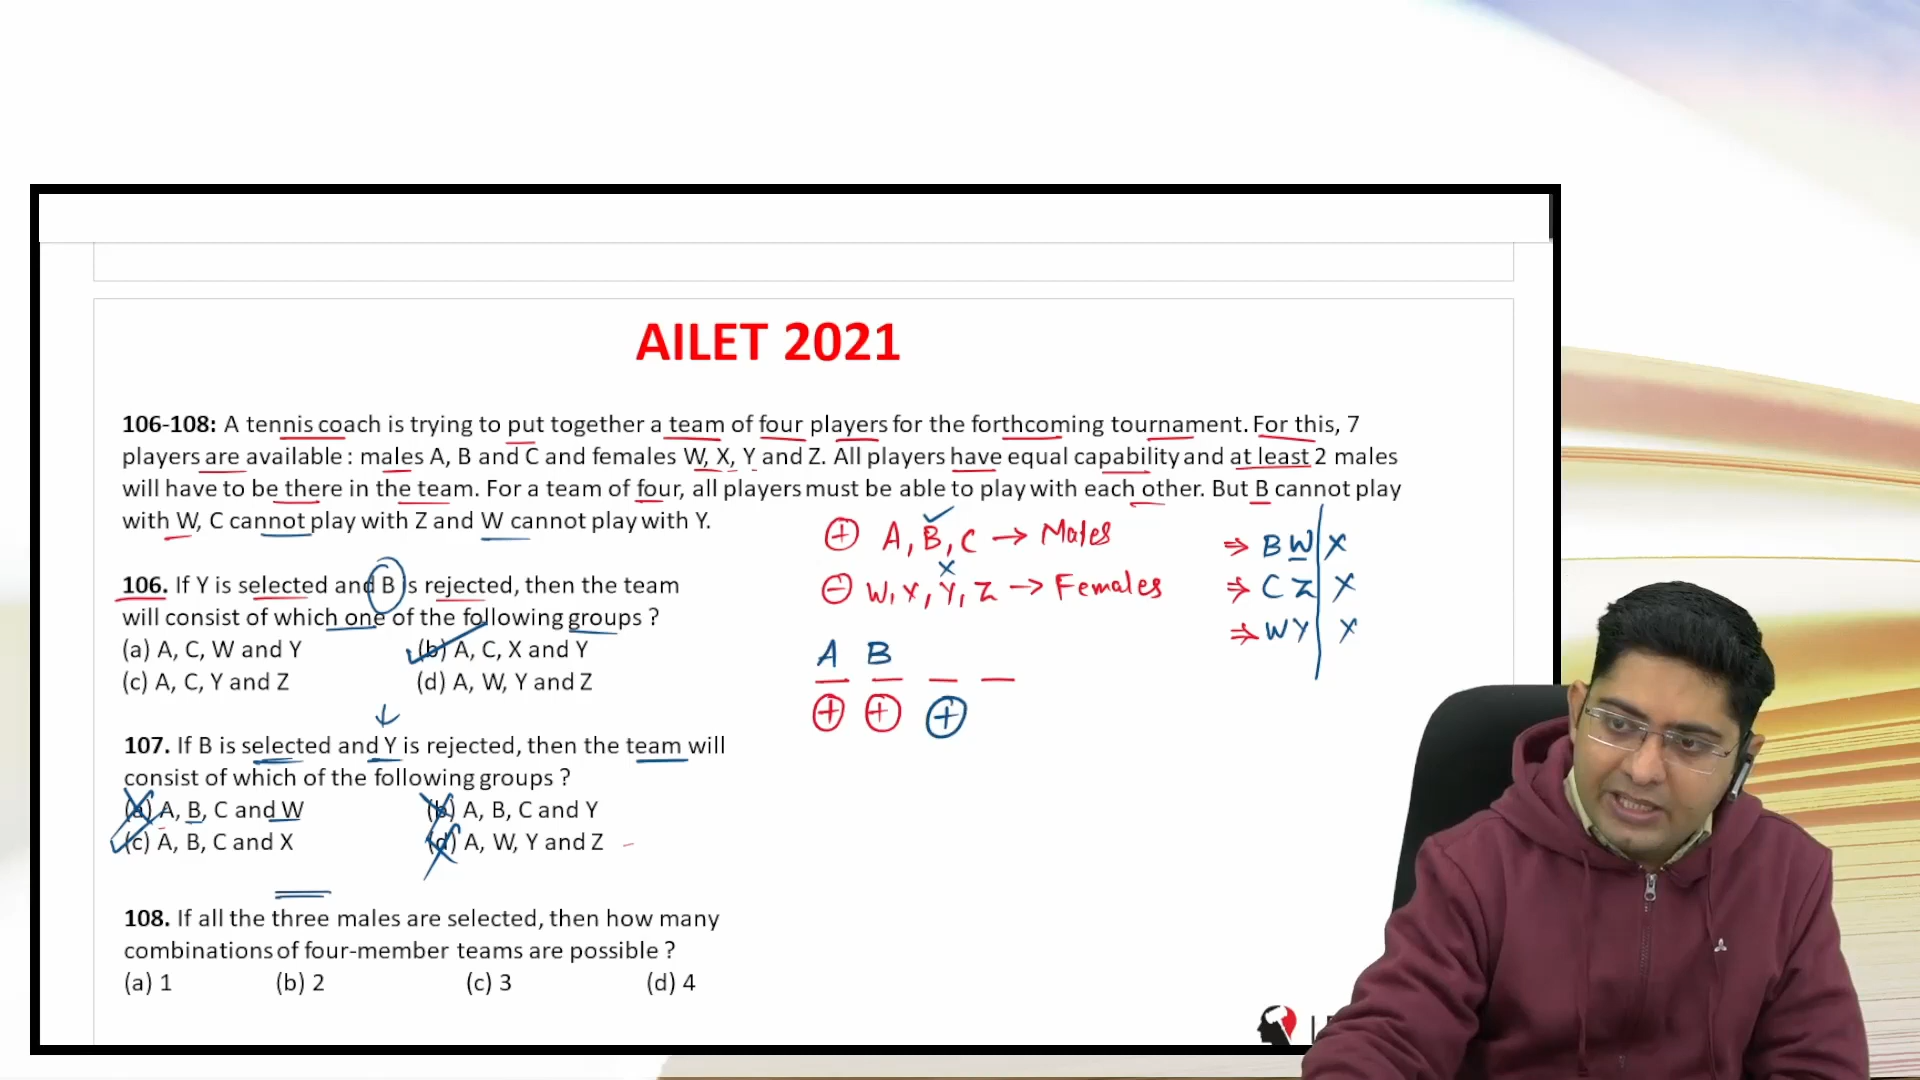 AILET 2021
106-108: A tennis coach is trying to put together a team of four players for the forthcoming tournament. For this, 7
players are available : males A, B and C and females W, X, Y and Z. All players have equal capability and at least 2 males
will have to be there in the team. For a team of four, all players must be able to play with each other. But B cannot play
with W, C cannot play with Z and W cannot play with Y.
+ A, B, C → Males
- W, X, Y, Z → Females
⇒ B W X
⇒ C Z X
⇒ W Y X
A B
+ + +
106. If Y is selected and B is rejected, then the team
will consist of which one of the following groups ?
(a) A, C, W and Y (b) A, C, X and Y
(c) A, C, Y and Z (d) A, W, Y and Z
107. If B is selected and Y is rejected, then the team will
consist of which of the following groups ?
(a) A, B, C and W (b) A, B, C and Y
(c) A, B, C and X (d) A, W, Y and Z
108. If all the three males are selected, then how many
combinations of four-member teams are possible ?
(a) 1 (b) 2 (c) 3 (d) 4